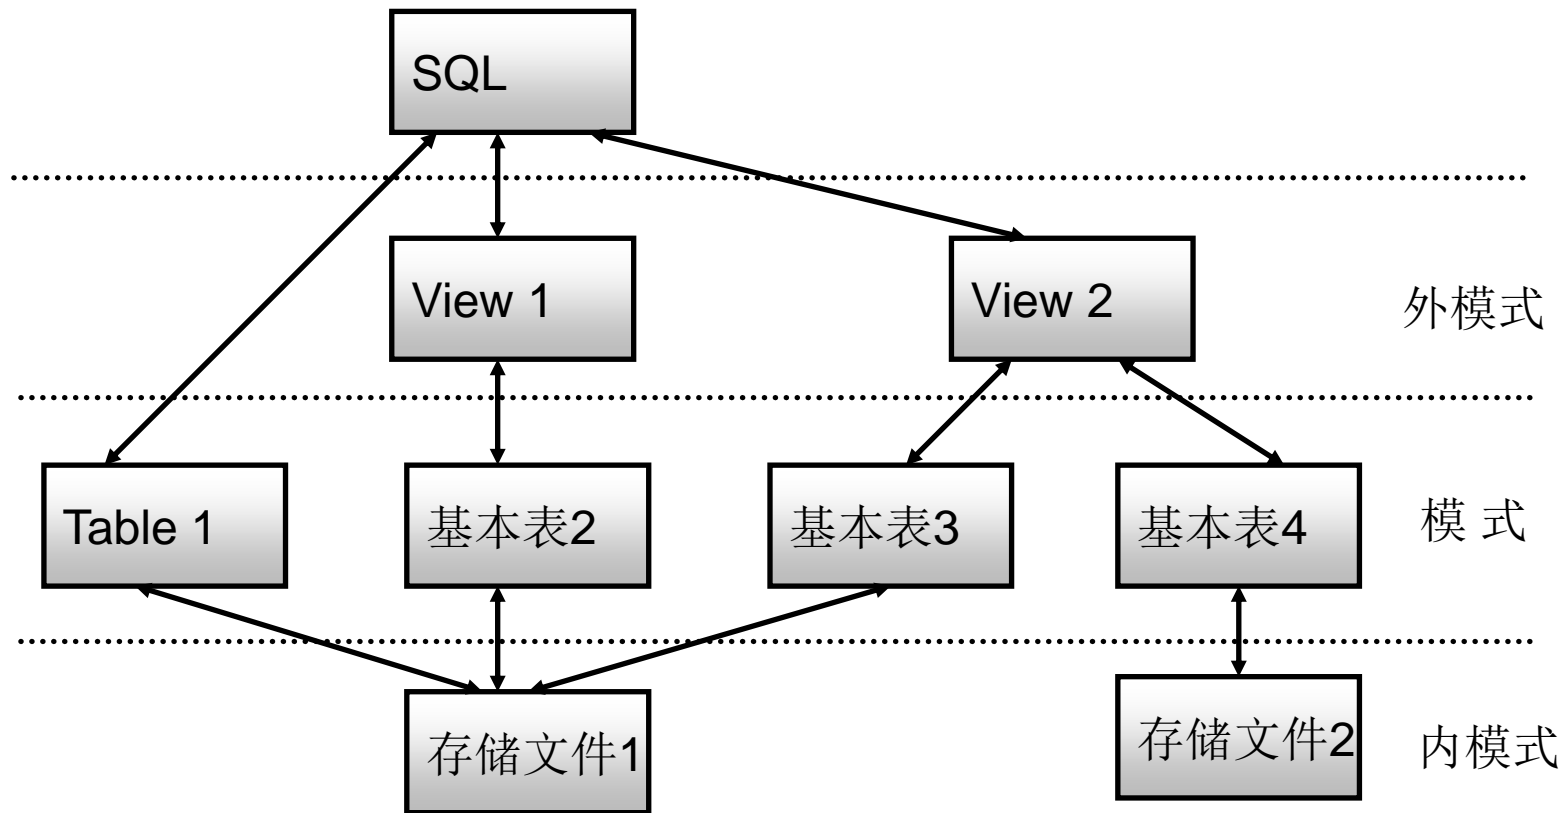 SQL
View 1
View 2
外模式
Table 1
基本表2
基本表3
基本表4
模 式
存储文件1
存储文件2
内模式